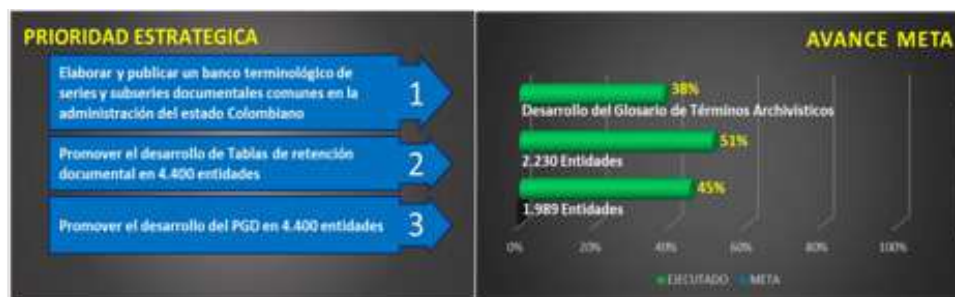 PRIORIDAD ESTRATEGICA
Elaborar y publicar un banco terminológico de
series y subseries documentales comunes en la
administración del estado Colombiano
1
Promover el desarrollo de Tablas de retención
documental en 4.400 entidades
2
Promover el desarrollo del PGD en 4.400 entidades
3
AVANCE META
38%
Desarrollo del Glosario de Términos Archivisticos
51%
2.230 Entidades
45%
1.989 Entidades
0% 20% 40% 60% 80% 100%
EJECUTADO META